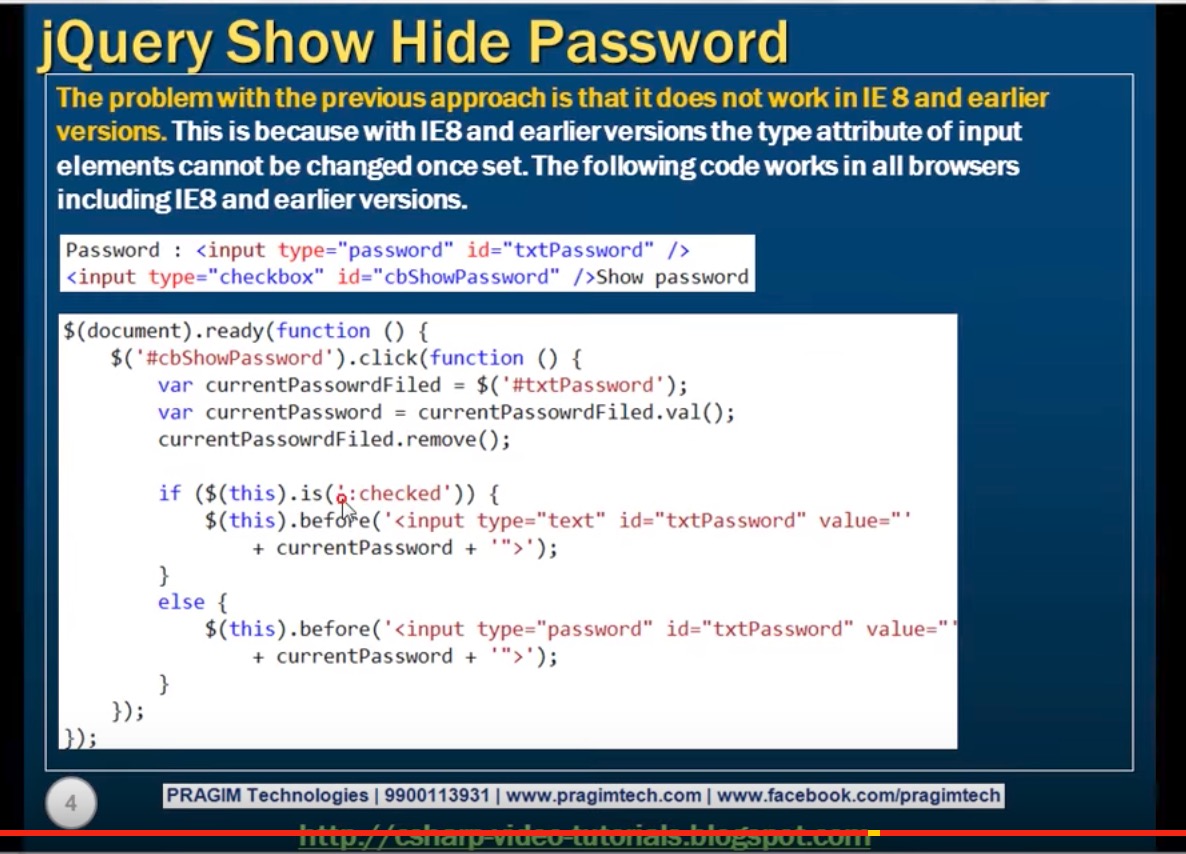 jQuery Show Hide Password
The problem with the previous approach is that it does not work in IE 8 and earlier
versions. This is because with IE8 and earlier versions the type attribute of input
elements cannot be changed once set. The following code works in all browsers
including IE8 and earlier versions.
Password : <input type="password" id="txtPassword" />
<input type="checkbox" id="cbShowPassword" />Show password
$(document).ready(function () {
    $('#cbShowPassword').click(function () {
        var currentPassowrdFiled = $('#txtPassword');
        var currentPassword = currentPassowrdFiled.val();
        currentPassowrdFiled.remove();
        if ($(this).is(':checked')) {
            $(this).before('<input type="text" id="txtPassword" value="'
                + currentPassword + '">');
        }
        else {
            $(this).before('<input type="password" id="txtPassword" value="'
                + currentPassword + '">');
        }
    });
});
4
PRAGIM Technologies | 9900113931 | www.pragimtech.com | www.facebook.com/pragimtech
http://csharp-video-tutorials.blogspot.com